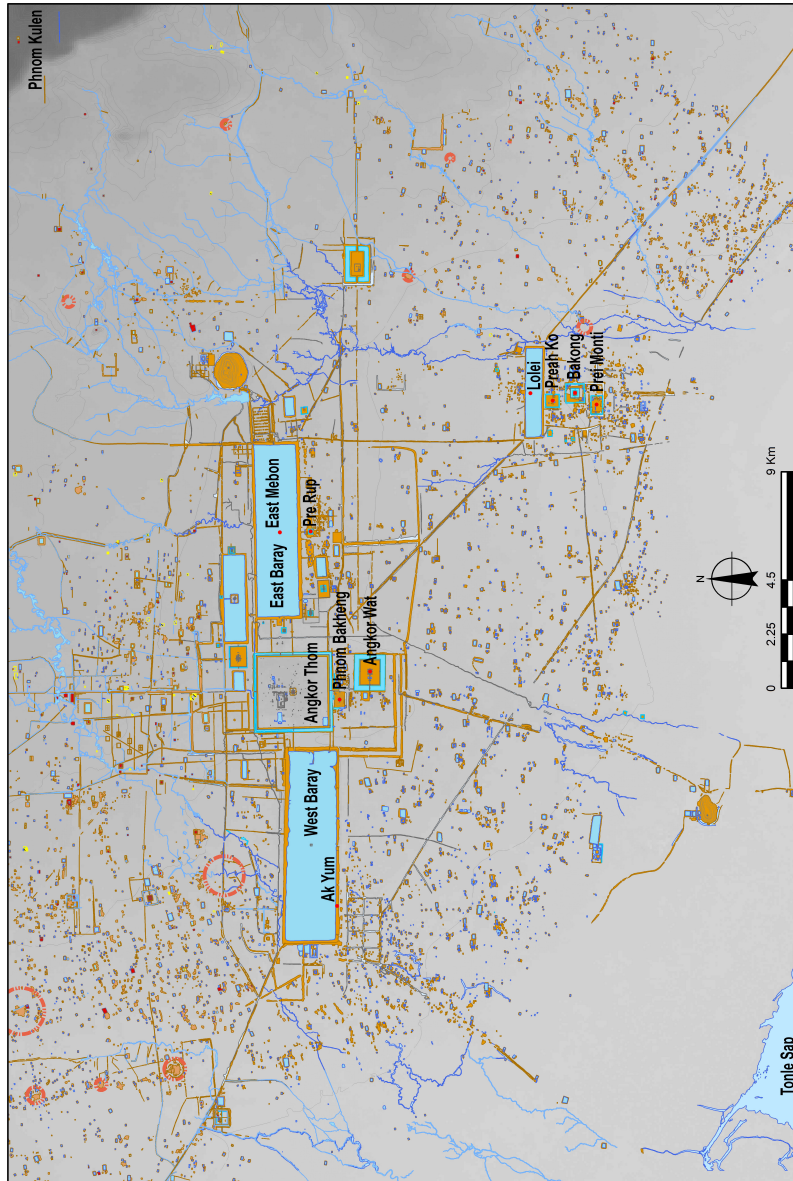 Phnom Kulen
Lolei
Preah Ko
Bakong
Prei Monti
East Mebon
East Baray
Pre Rup
Angkor Thom
Phnom Bakheng
Angkor Wat
West Baray
Ak Yum
Tonle Sap
N
0 2.25 4.5 9 Km